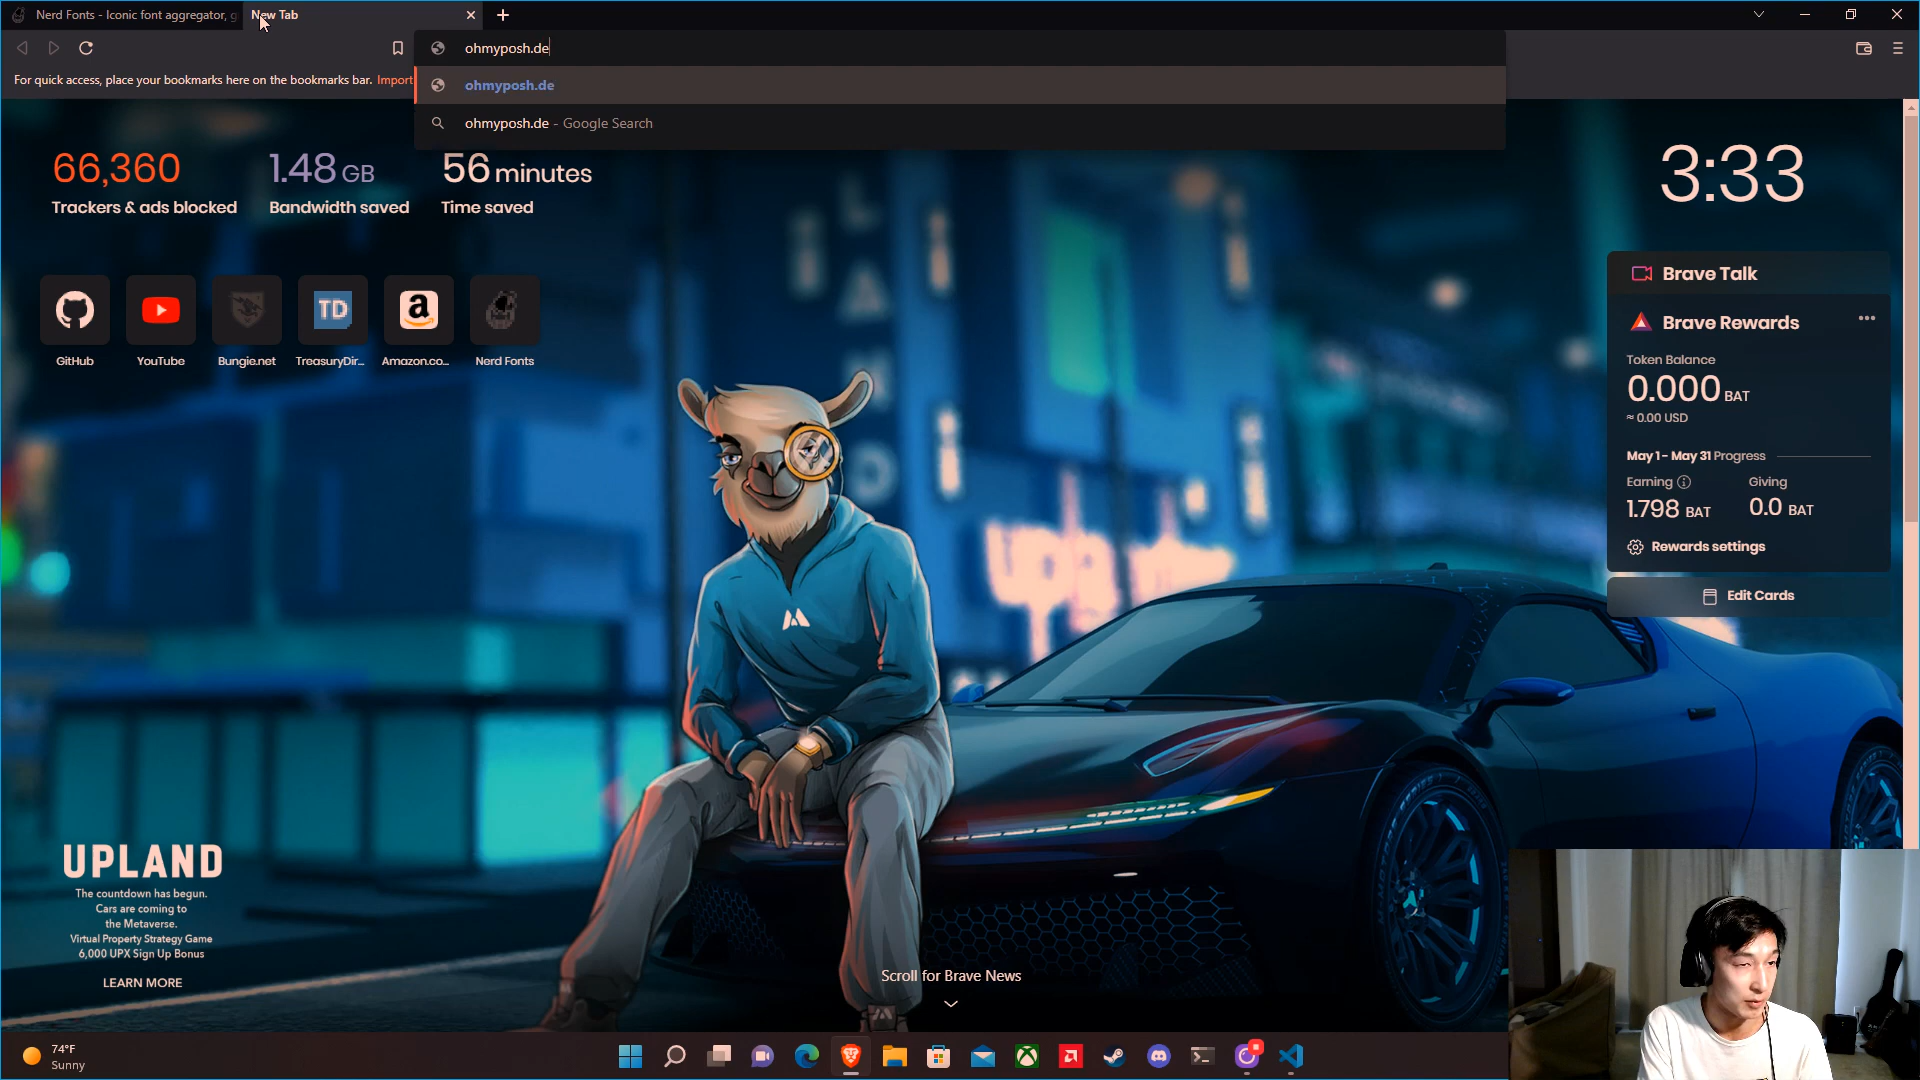 Nerd Fonts - Iconic font aggregator, g
New Tab
ohmyposh.de
ohmyposh.de
ohmyposh.de - Google Search
For quick access, place your bookmarks here on the bookmarks bar. Import
66,360
Trackers & ads blocked
1.48 GB
Bandwidth saved
56 minutes
Time saved
3:33
GitHub
YouTube
Bungie.net
TD
TreasuryDir...
a
Amazon.co...
Nerd Fonts
Brave Talk
Brave Rewards
Token Balance
0.000 BAT
≈ 0.00 USD
May 1 - May 31 Progress
Earning
Giving
1.798 BAT
0.0 BAT
Rewards settings
Edit Cards
LAND
UPLAND
The countdown has begun.
Cars are coming to
the Metaverse.
Virtual Property Strategy Game
6,000 UPX Sign Up Bonus
LEARN MORE
Scroll for Brave News
74°F
Sunny